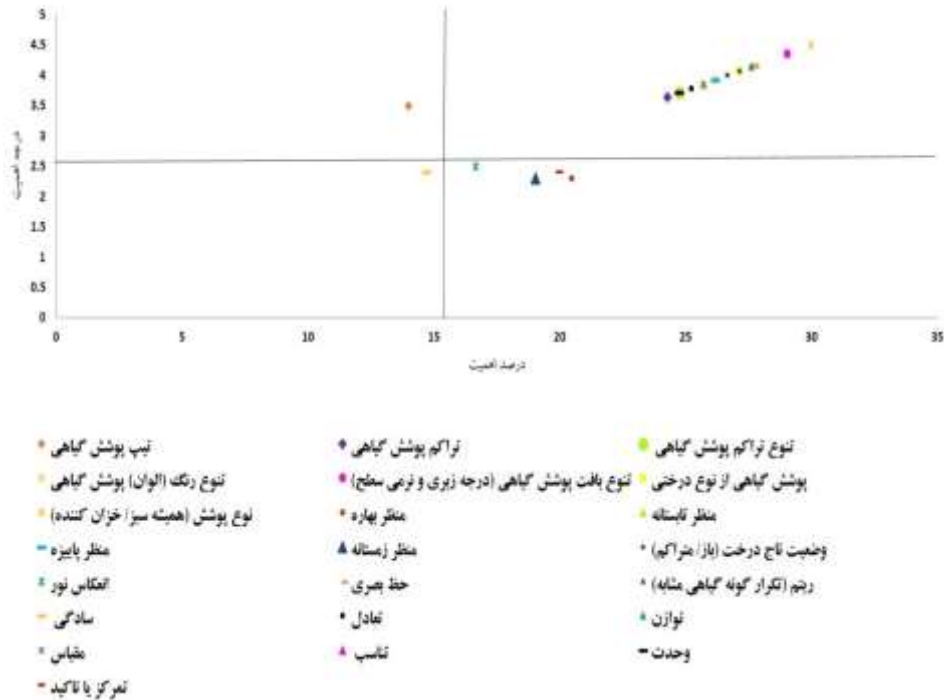 5
4.5
4
3.5
3
2.5
2
1.5
1
0.5
0
درصد اهمیت
0 5 10 15 20 25 30 35
درصد اهمیت
تیپ پوشش گیاهی تراکم پوشش گیاهی تنوع تراکم پوشش گیاهی
تنوع رنگ (الوان) پوشش گیاهی تنوع بافت پوشش گیاهی (درجه زبری و نرمی سطح) پوشش گیاهی از نوع درختی
نوع پوشش (همیشه سبز/ خزان کننده) منظر بهاره منظر تابستانه
منظر پاییزه منظر زمستانه وضعیت تاج درخت (باز/ متراکم)
انعکاس نور حظ بصری ریتم (تکرار گونه گیاهی مشابه)
سادگی تعادل توازن
مقیاس تناسب وحدت
تمرکز یا تاکید